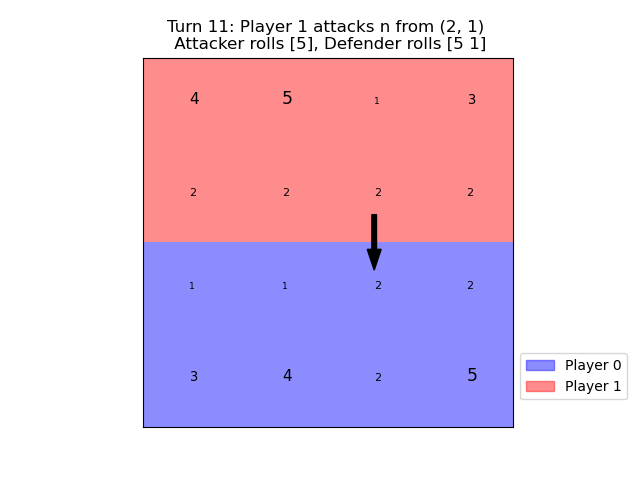 Turn 11: Player 1 attacks n from (2, 1)
Attacker rolls [5], Defender rolls [5 1]
4 5 1 3
2 2 2 2
1 1 2 2
3 4 2 5
Player 0
Player 1